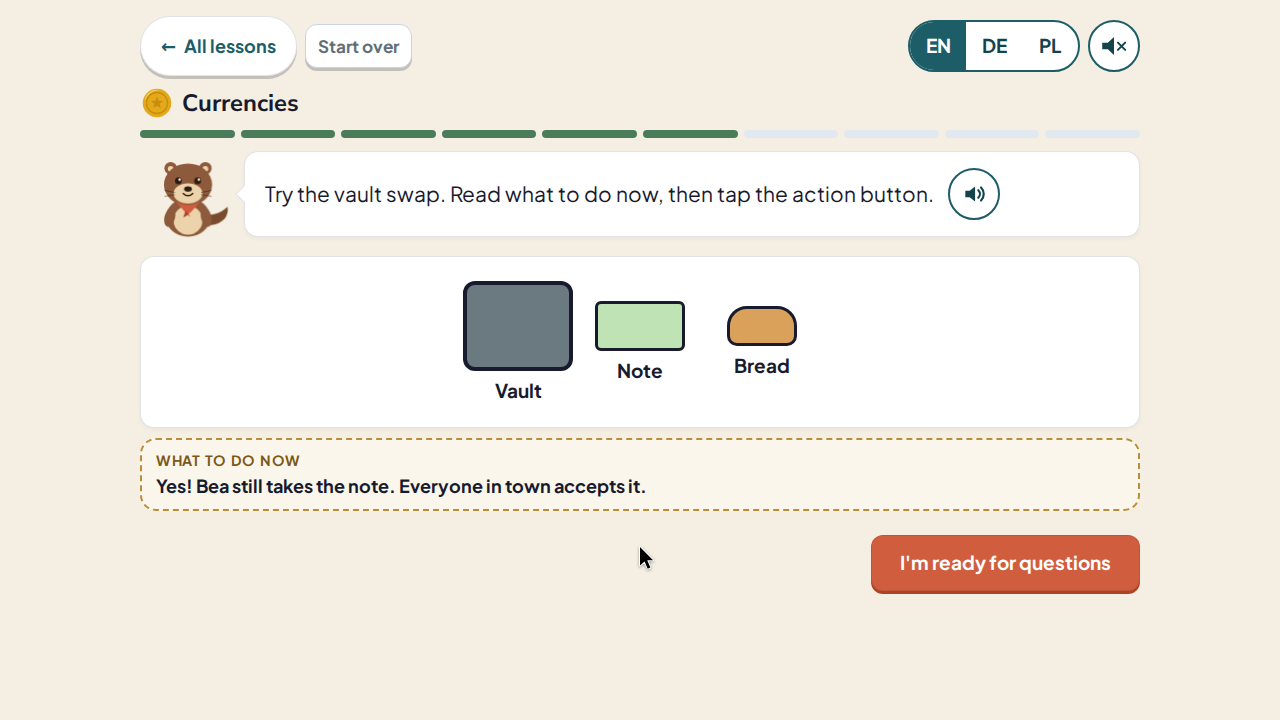 ← All lessons
Start over
EN DE PL
Currencies
Try the vault swap. Read what to do now, then tap the action button.
Vault
Note
Bread
WHAT TO DO NOW
Yes! Bea still takes the note. Everyone in town accepts it.
I'm ready for questions